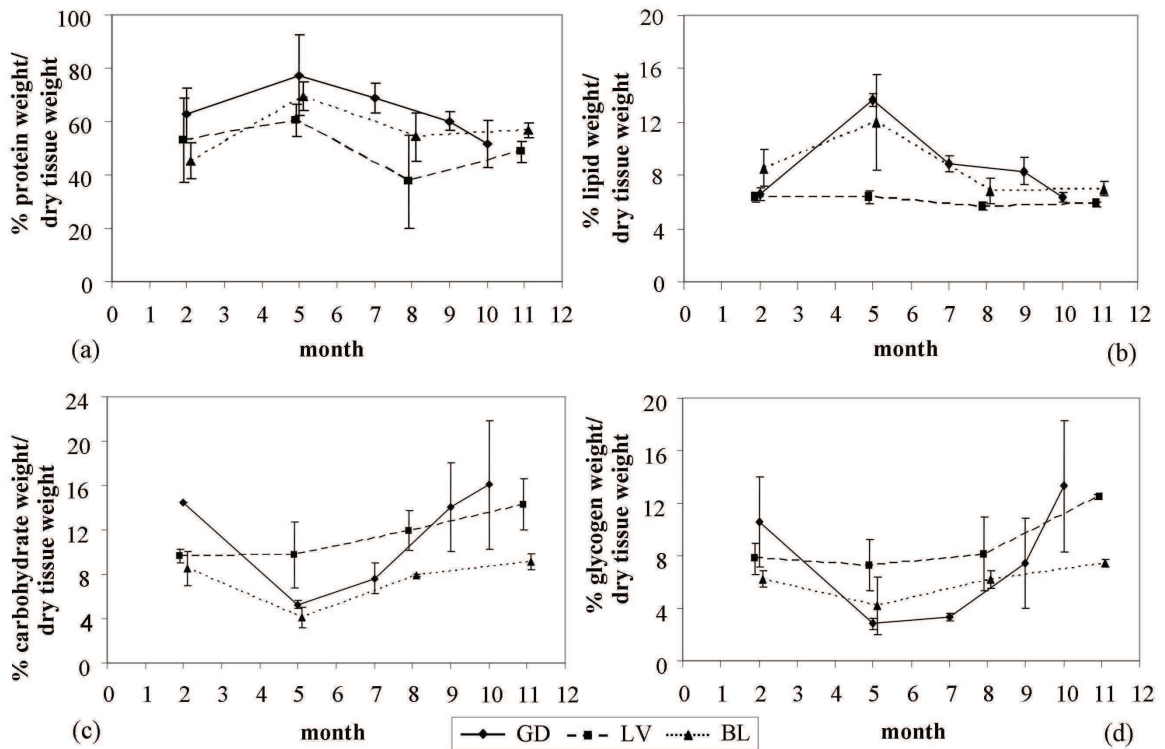 100
80
60
40
20
0
% protein weight/
dry tissue weight
0 1 2 3 4 5 6 7 8 9 10 11 12
month
(a)
20
16
12
8
4
0
% lipid weight/
dry tissue weight
0 1 2 3 4 5 6 7 8 9 10 11 12
month
(b)
24
20
16
12
8
4
0
% carbohydrate weight/
dry tissue weight
0 1 2 3 4 5 6 7 8 9 10 11 12
month
(c)
20
16
12
8
4
0
% glycogen weight/
dry tissue weight
0 1 2 3 4 5 6 7 8 9 10 11 12
month
(d)
GD LV BL